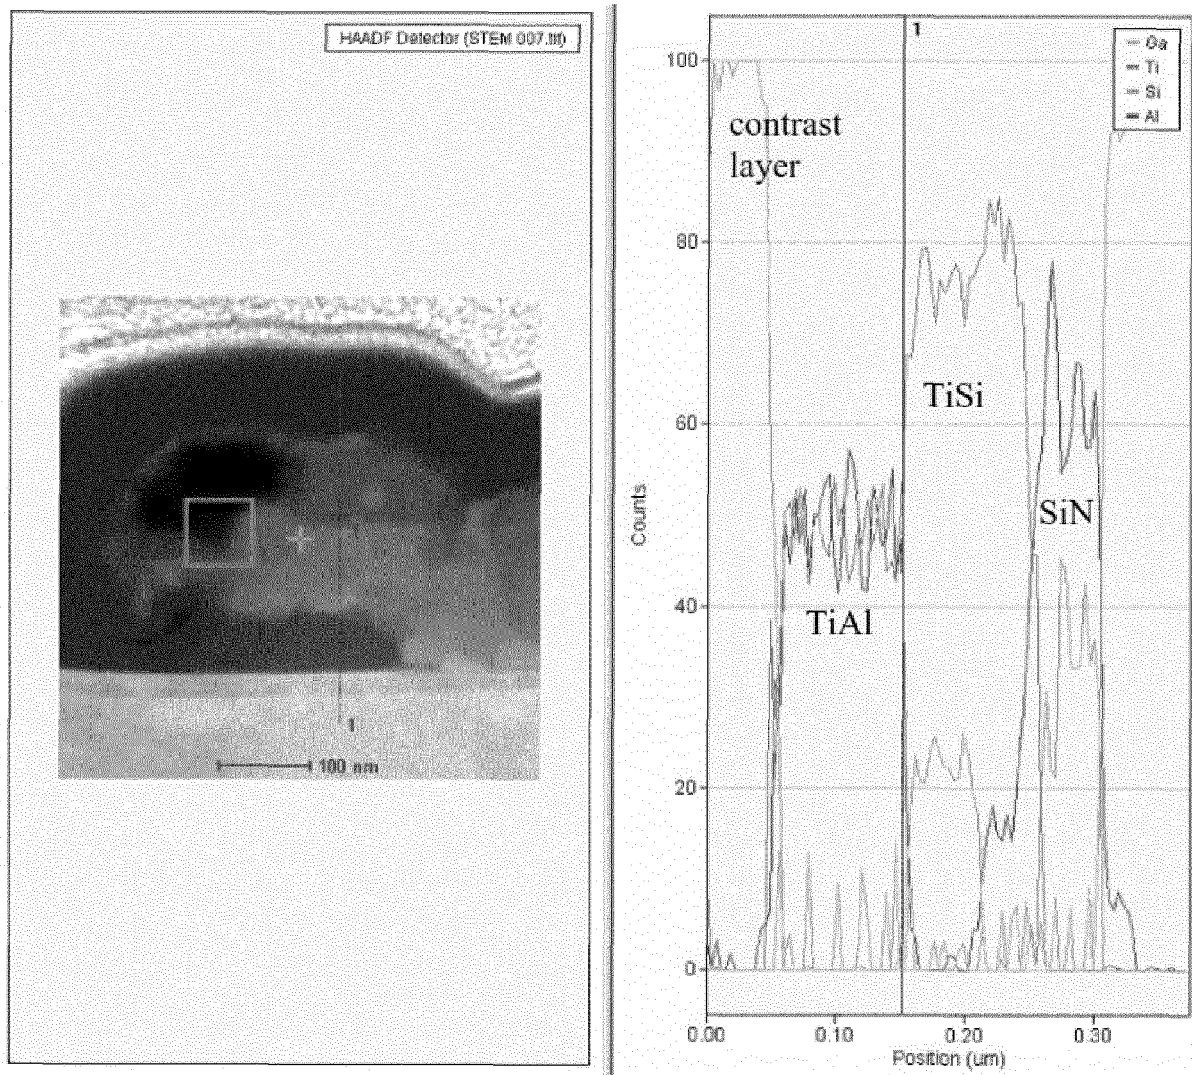 HAADF Detector (STEM 007.tif)
1
100 nm
1
Ga
Ti
Si
Al
contrast
layer
TiSi
SiN
TiAl
Counts
100
80
60
40
20
0
0.00 0.10 0.20 0.30
Position (um)